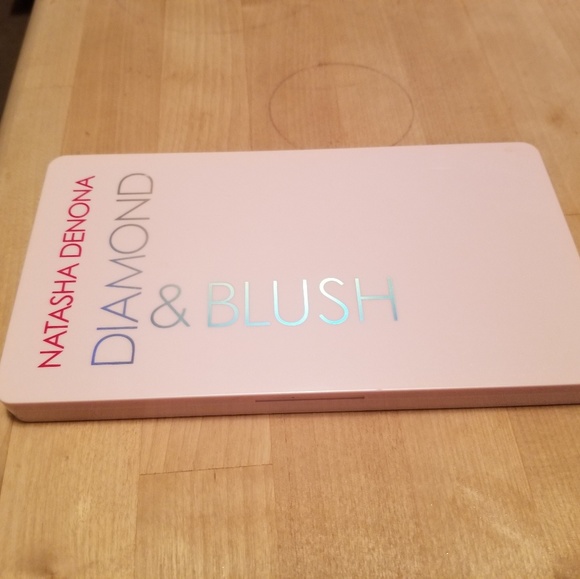 NATASHA DENONA
DIAMOND
& BLUSH